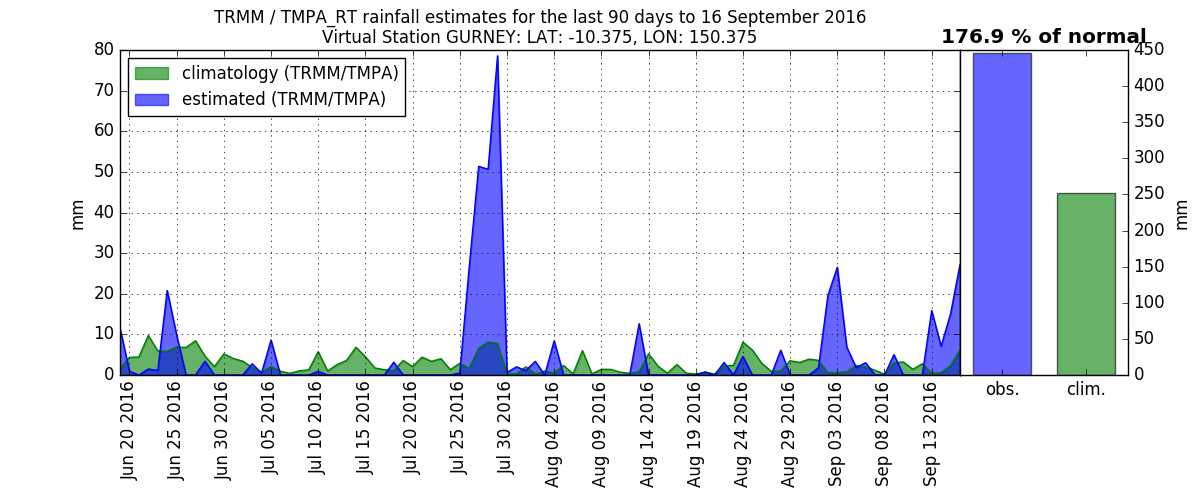 TRMM / TMPA_RT rainfall estimates for the last 90 days to 16 September 2016
Virtual Station GURNEY: LAT: -10.375, LON: 150.375
176.9 % of normal
climatology (TRMM/TMPA)
estimated (TRMM/TMPA)
mm
80
70
60
50
40
30
20
10
0
Jun 20 2016
Jun 25 2016
Jun 30 2016
Jul 05 2016
Jul 10 2016
Jul 15 2016
Jul 20 2016
Jul 25 2016
Jul 30 2016
Aug 04 2016
Aug 09 2016
Aug 14 2016
Aug 19 2016
Aug 24 2016
Aug 29 2016
Sep 03 2016
Sep 08 2016
Sep 13 2016
obs.
clim.
450
400
350
300
250
200
150
100
50
0
mm